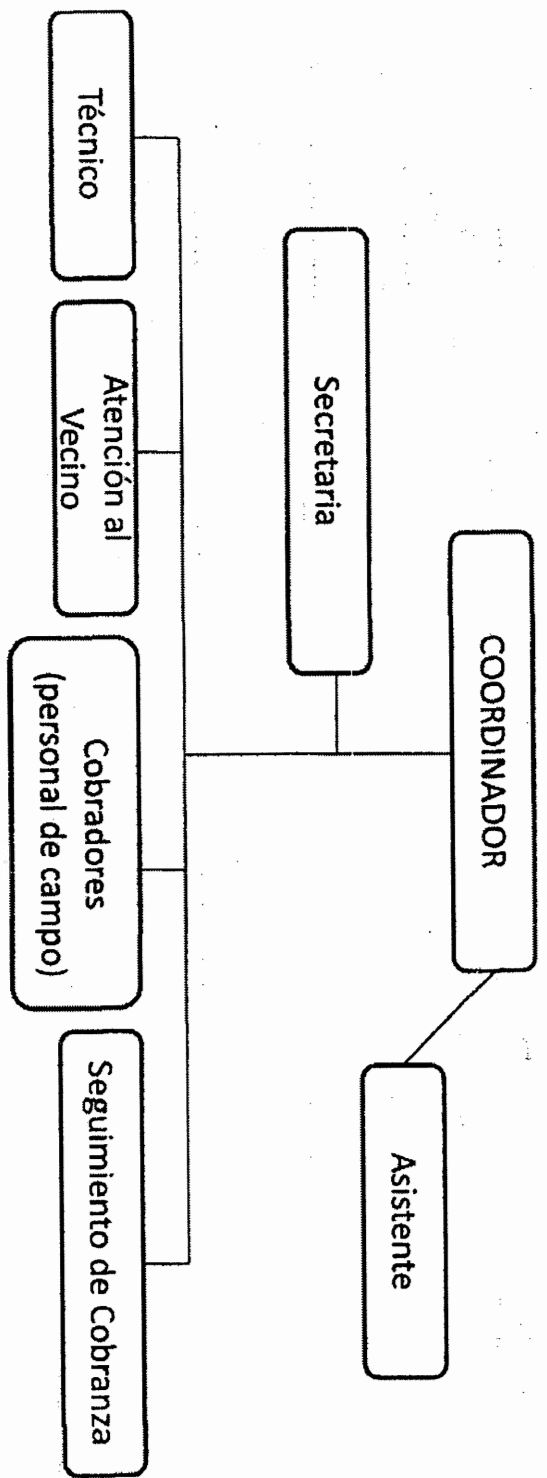 COORDINADOR
Asistente
Secretaria
Técnico
Atención al
Vecino
Cobradores
(personal de campo)
Seguimiento de Cobranza